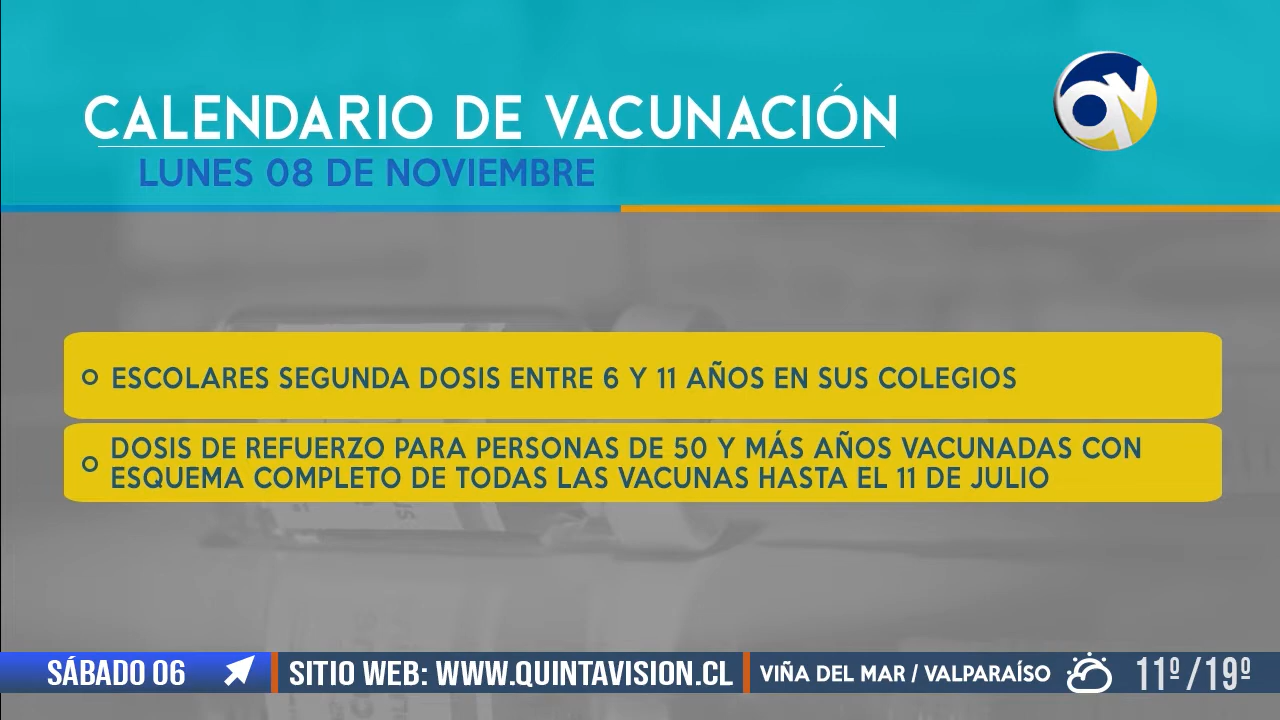 CALENDARIO DE VACUNACIÓN
QV
LUNES 08 DE NOVIEMBRE
ESCOLARES SEGUNDA DOSIS ENTRE 6 Y 11 AÑOS EN SUS COLEGIOS
DOSIS DE REFUERZO PARA PERSONAS DE 50 Y MÁS AÑOS VACUNADAS CON
ESQUEMA COMPLETO DE TODAS LAS VACUNAS HASTA EL 11 DE JULIO
SÁBADO 06 SITIO WEB: WWW.QUINTAVISION.CL VIÑA DEL MAR / VALPARAÍSO 11º/19º